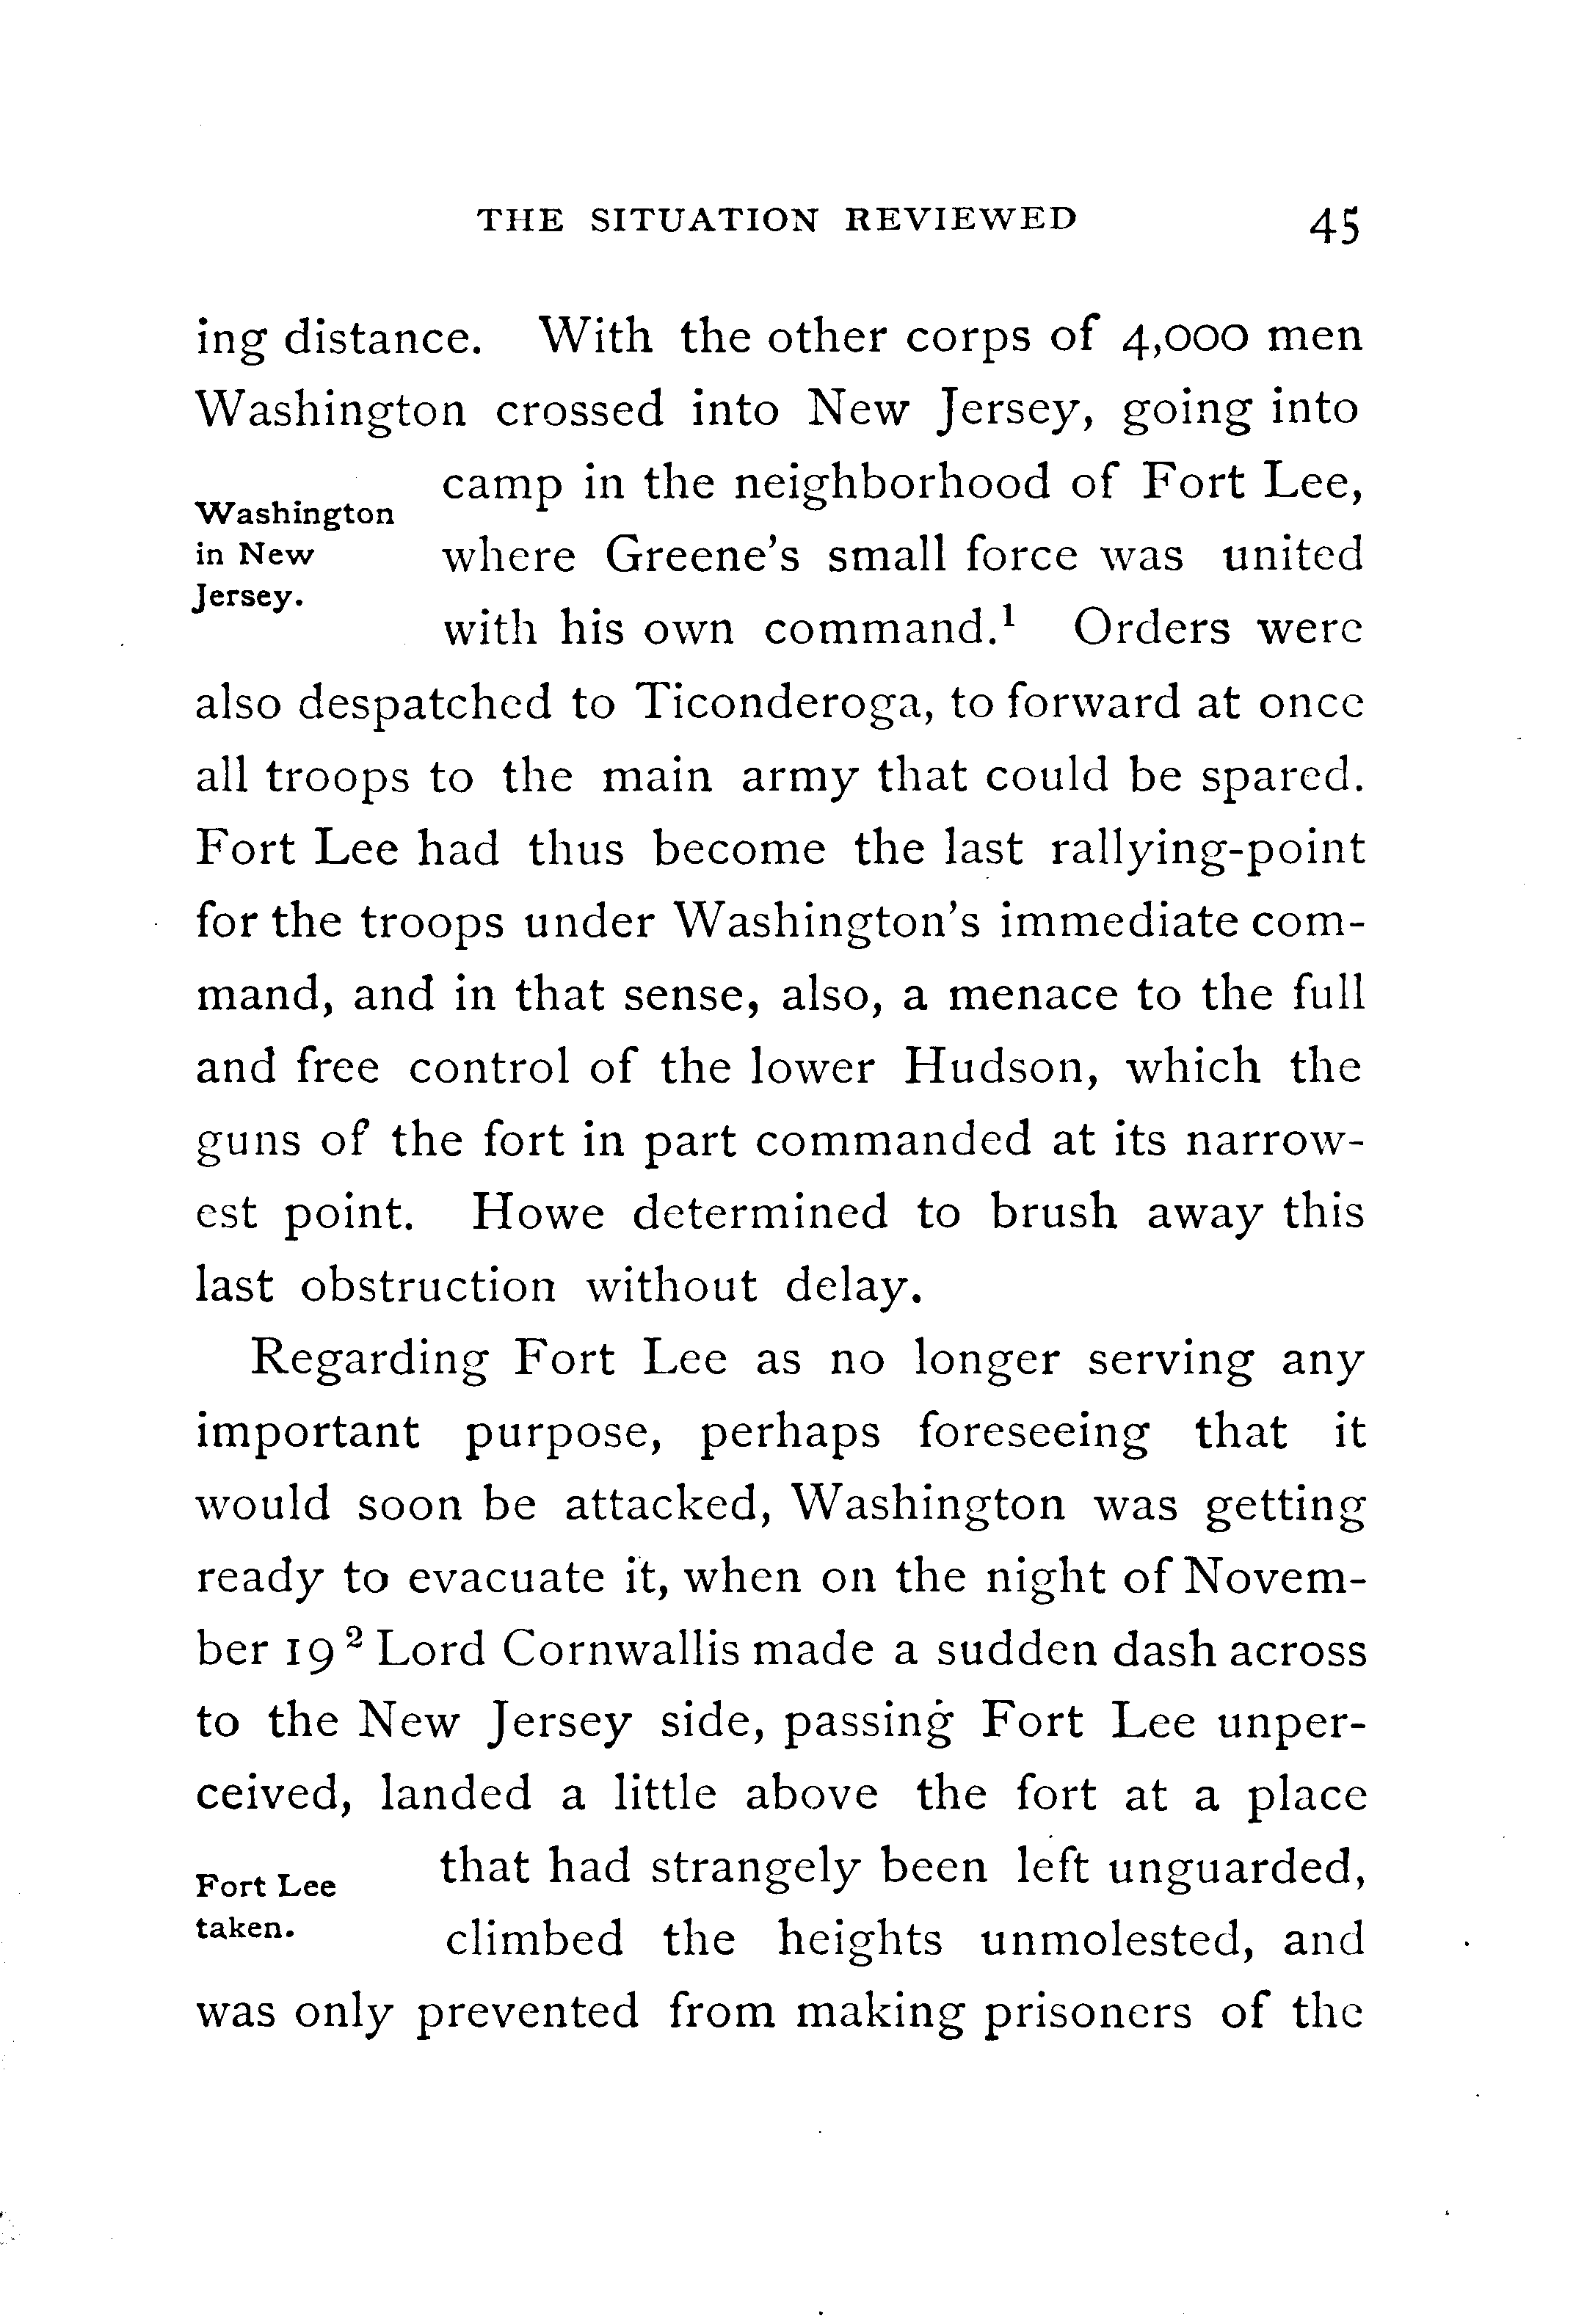 THE SITUATION REVIEWED 45
ing distance. With the other corps of 4,000 men
Washington crossed into New Jersey, going into
Washington
in New
Jersey.
camp in the neighborhood of Fort Lee,
where Greene's small force was united
with his own command.¹ Orders were
also despatched to Ticonderoga, to forward at once
all troops to the main army that could be spared.
Fort Lee had thus become the last rallying-point
for the troops under Washington's immediate com-
mand, and in that sense, also, a menace to the full
and free control of the lower Hudson, which the
guns of the fort in part commanded at its narrow-
est point. Howe determined to brush away this
last obstruction without delay.
Regarding Fort Lee as no longer serving any
important purpose, perhaps foreseeing that it
would soon be attacked, Washington was getting
ready to evacuate it, when on the night of Novem-
ber 19 ² Lord Cornwallis made a sudden dash across
to the New Jersey side, passing Fort Lee unper-
ceived, landed a little above the fort at a place
Fort Lee
taken.
that had strangely been left unguarded,
climbed the heights unmolested, and
was only prevented from making prisoners of the